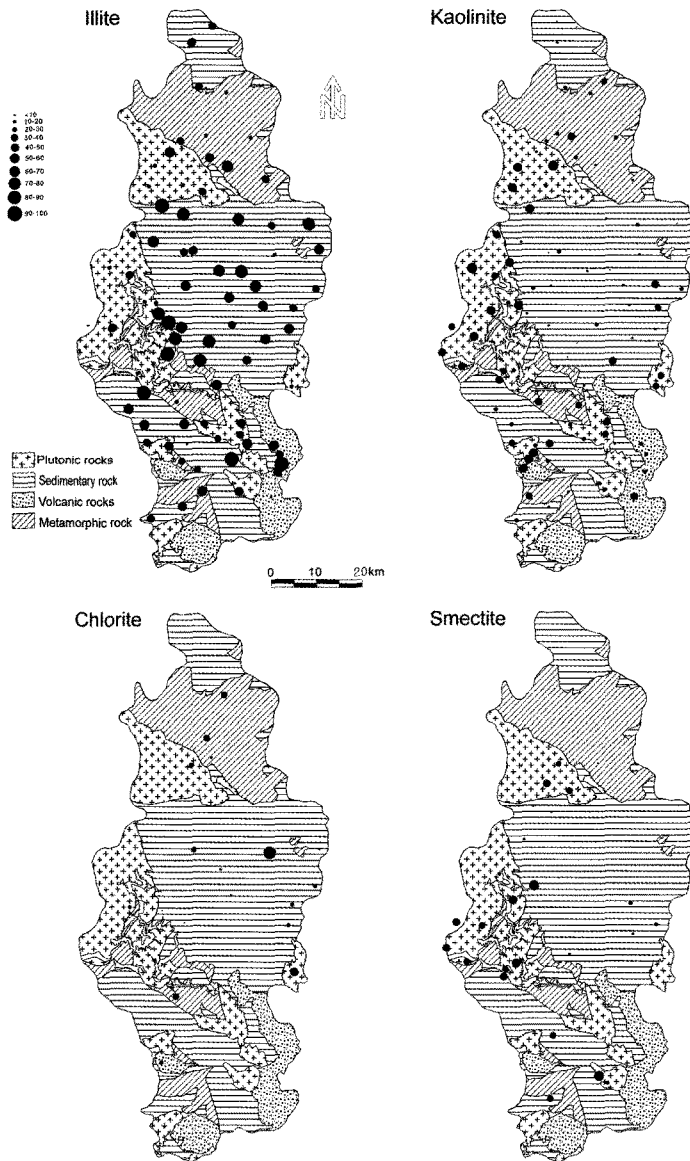 Illite
Kaolinite
N
<10
10-20
20-30
30-40
40-50
50-60
60-70
70-80
80-90
90-100
Plutonic rocks
Sedimentary rock
Volcanic rocks
Metamorphic rock
0 10 20km
Chlorite
Smectite